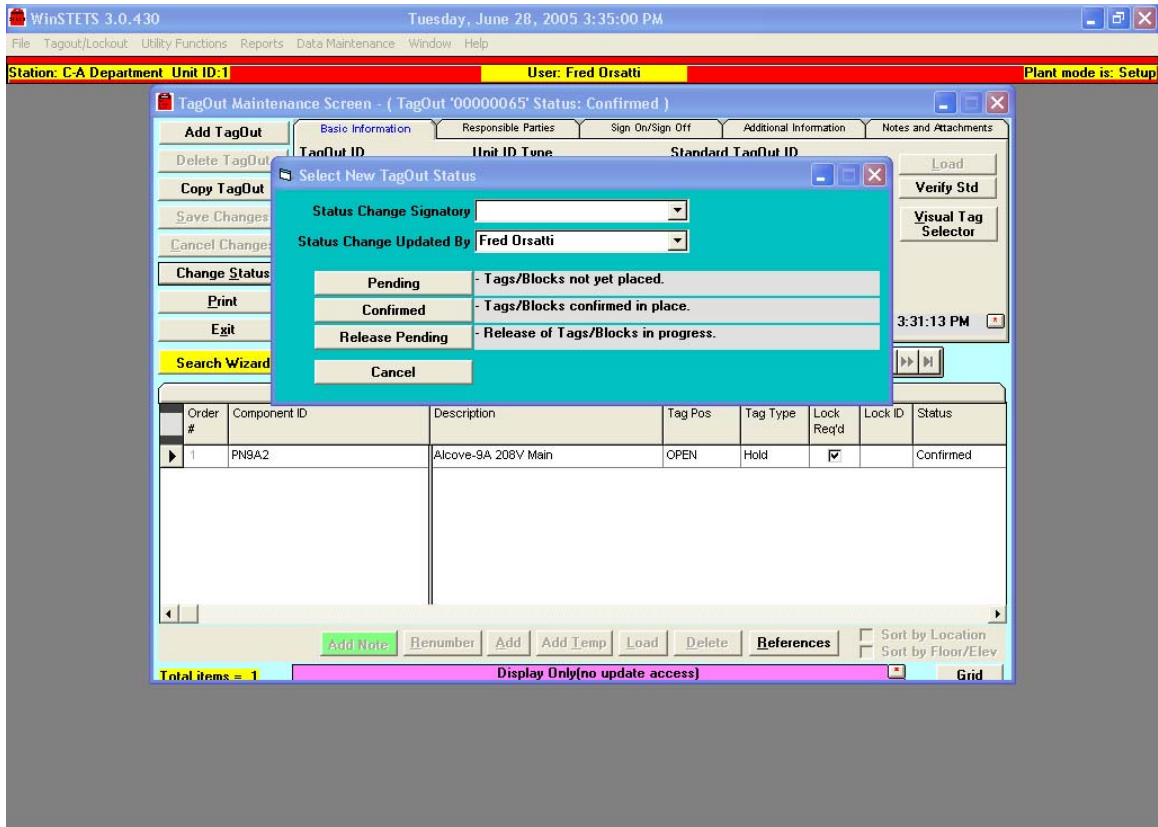 WinSTETS 3.0.430 Tuesday, June 28, 2005 3:35:00 PM
File Tagout/Lockout Utility Functions Reports Data Maintenance Window Help
Station: C-A Department Unit ID:1 User: Fred Orsatti Plant mode is: Setup
TagOut Maintenance Screen - ( TagOut '00000065' Status: Confirmed )
Add TagOut Basic Information Responsible Parties Sign On/Sign Off Additional Information Notes and Attachments
Delete TagOut TagOut ID Unit ID Type Standard TagOut ID Load
Select New TagOut Status
Copy TagOut Verify Std
Status Change Signatory
Save Changes Visual Tag
Selector
Status Change Updated By Fred Orsatti
Cancel Changes
Change Status
Pending - Tags/Blocks not yet placed.
Print
Confirmed - Tags/Blocks confirmed in place.
3:31:13 PM *
Exit
Release Pending - Release of Tags/Blocks in progress.
Search Wizard
Cancel
Order Component ID Description Tag Pos Tag Type Lock Lock ID Status
# Req'd
1 PN9A2 Alcove-9A 208V Main OPEN Hold Confirmed
Add Note Renumber Add Add Temp Load Delete References Sort by Location
Sort by Floor/Elev
Total items = 1 Display Only(no update access) * Grid